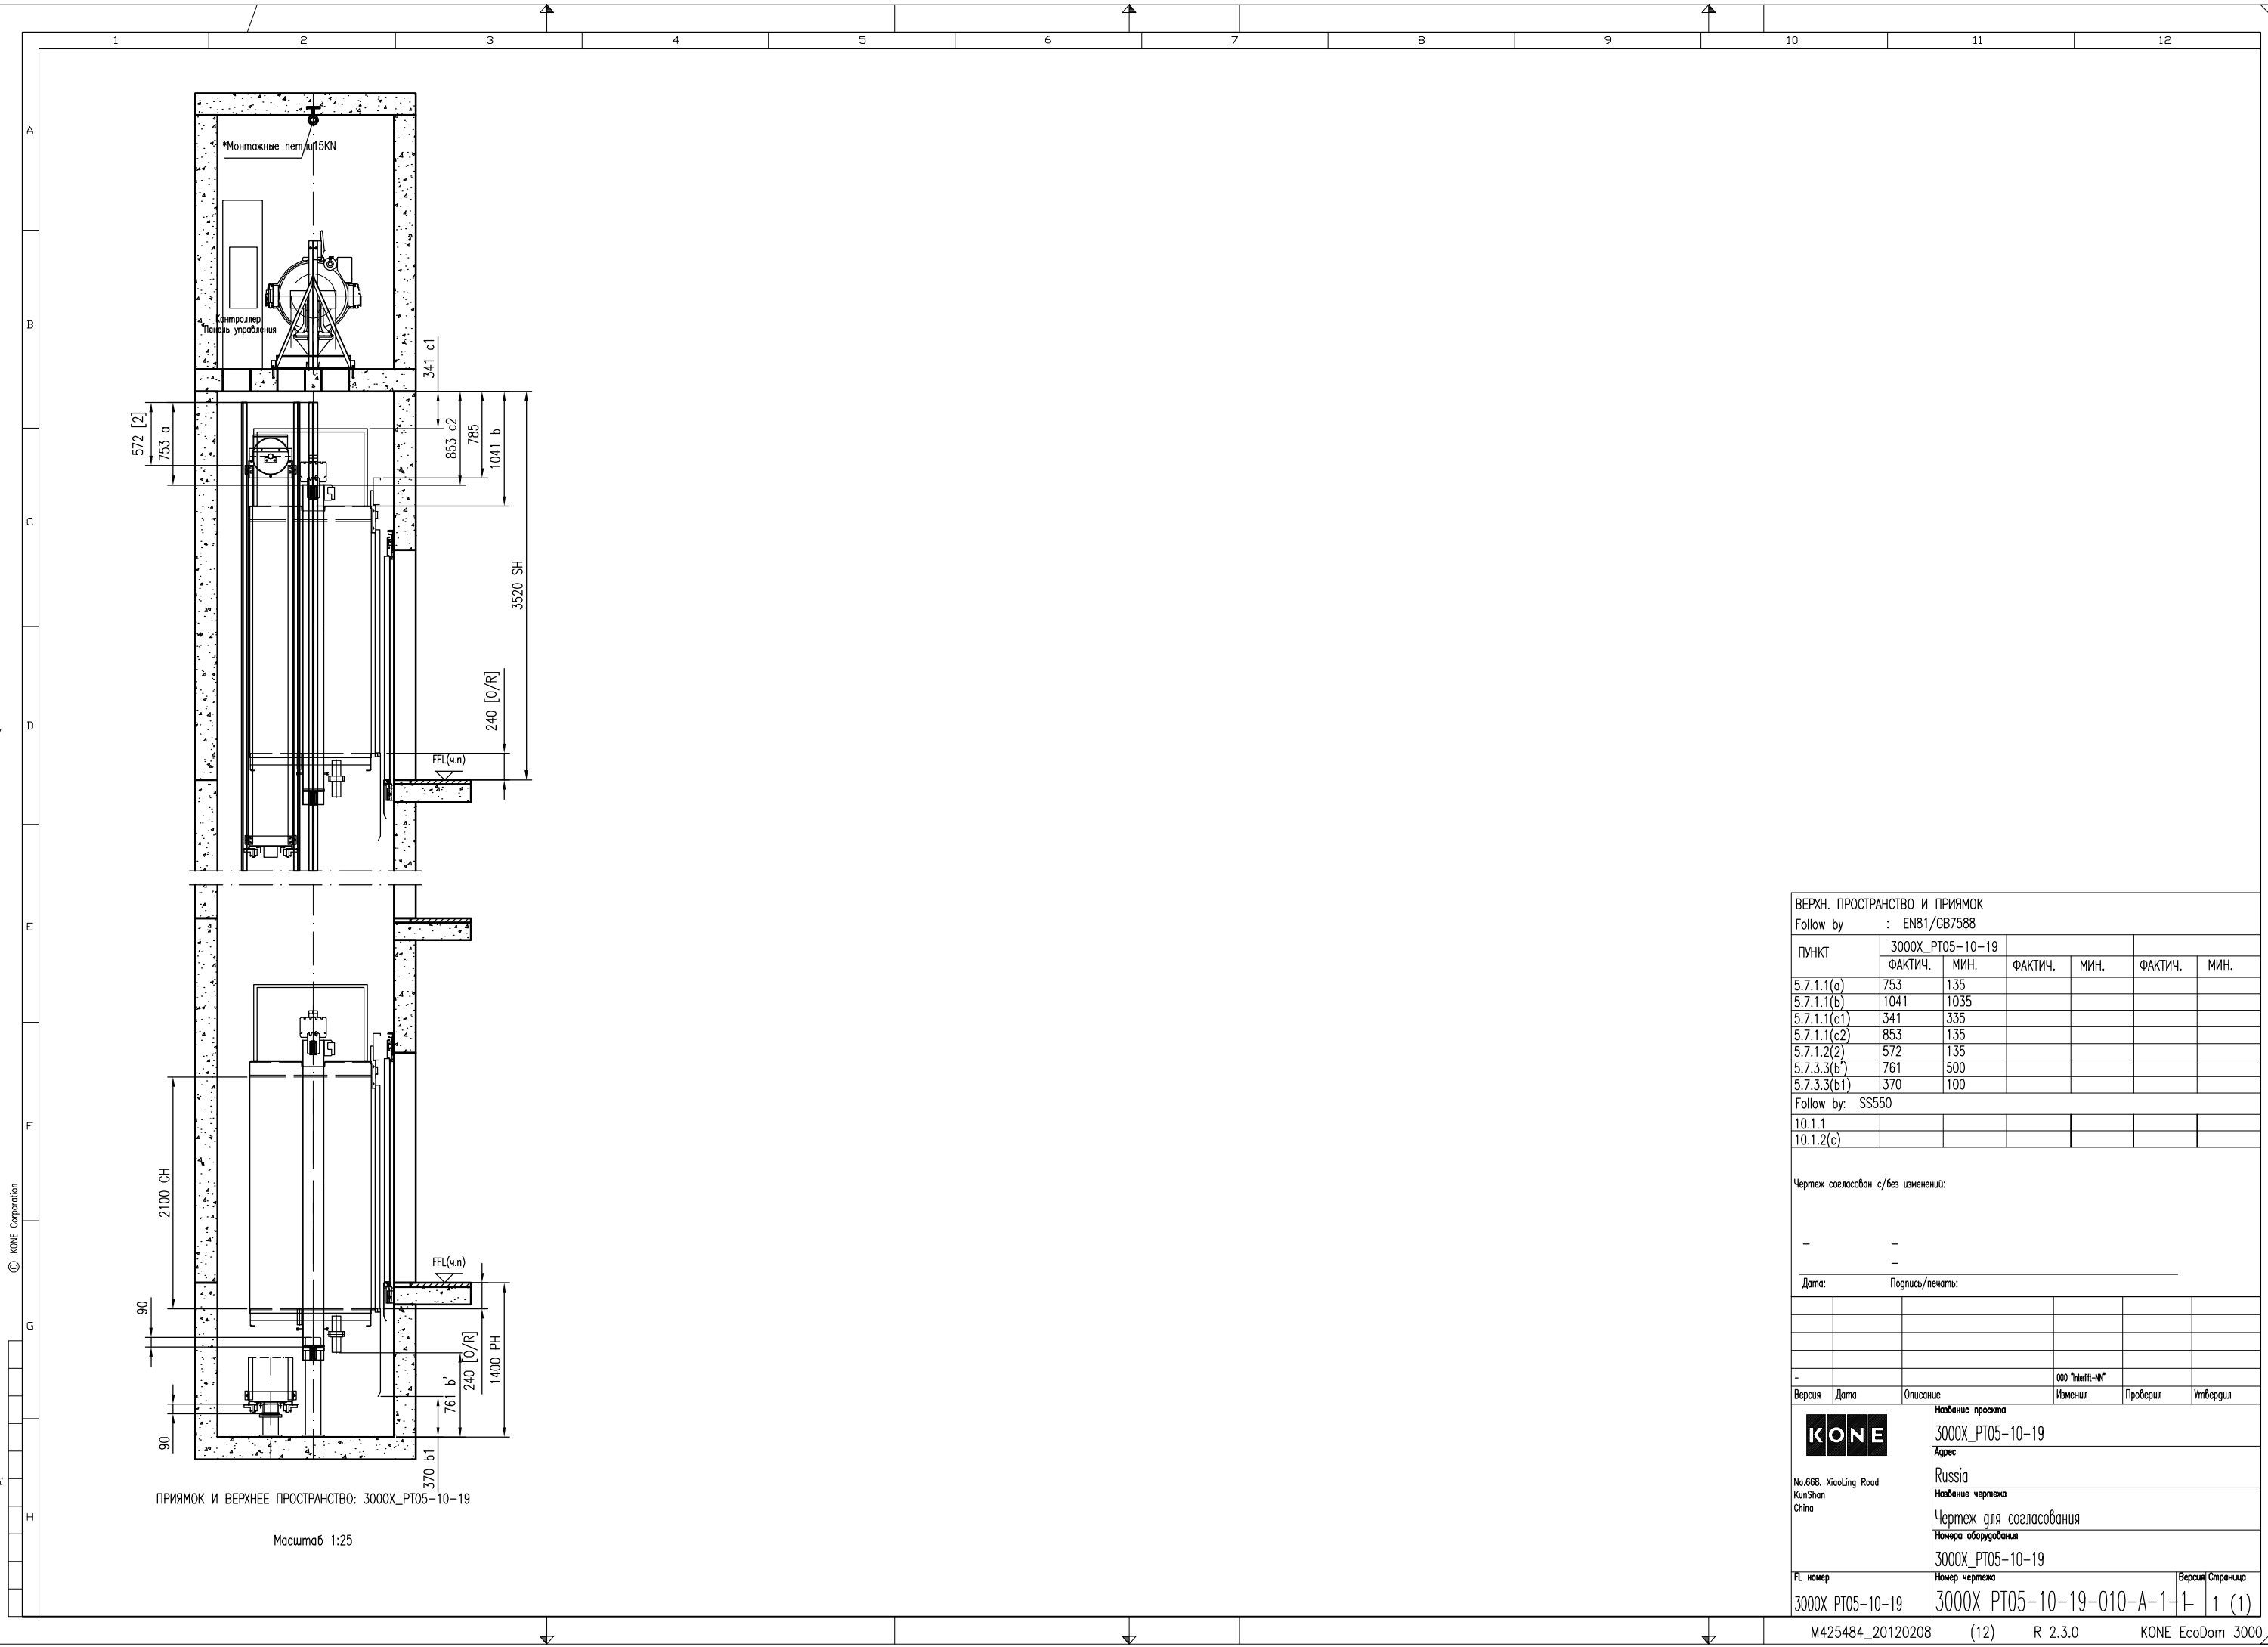 1 2 3 4 5 6 7 8 9 10 11 12
A
B
C
D
E
F
G
H
*Монтажные петли15KN
Контроллер
Панель управления
341 c1
572 [2]
753 a
853 c2
785
1041 b
3520 SH
240 [O/R]
FFL(ч.п)
2100 CH
FFL(ч.п)
90
240 [O/R]
1400 PH
761 b'
90
370 b1
ПРИЯМОК И ВЕРХНЕЕ ПРОСТРАНСТВО: 3000X_PT05-10-19
Масштаб 1:25
© KONE Corporation
ВЕРХН. ПРОСТРАНСТВО И ПРИЯМОК
Follow by : EN81/GB7588
ПУНКТ 3000X_PT05-10-19
ФАКТИЧ. МИН. ФАКТИЧ. МИН. ФАКТИЧ. МИН.
5.7.1.1(a) 753 135
5.7.1.1(b) 1041 1035
5.7.1.1(c1) 341 335
5.7.1.1(c2) 853 135
5.7.1.2(2) 572 135
5.7.3.3(b') 761 500
5.7.3.3(b1) 370 100
Follow by: SS550
10.1.1
10.1.2(c)
Чертеж согласован с/без изменений:
– –
–
Дата: Подпись/печать:
– ООО "Interlift-NN"
Версия Дата Описание Изменил Проверил Утвердил
KONE
No.668. XiaoLing Road
KunShan
China
Название проекта
3000X_PT05-10-19
Адрес
Russia
Название чертежа
Чертеж для согласования
Номера оборудования
3000X_PT05-10-19
FL номер Номер чертежа Версия Страница
3000X PT05-10-19 3000X PT05-10-19-010-A-1-1 – 1 (1)
M425484_20120208 (12) R 2.3.0 KONE EcoDom 3000